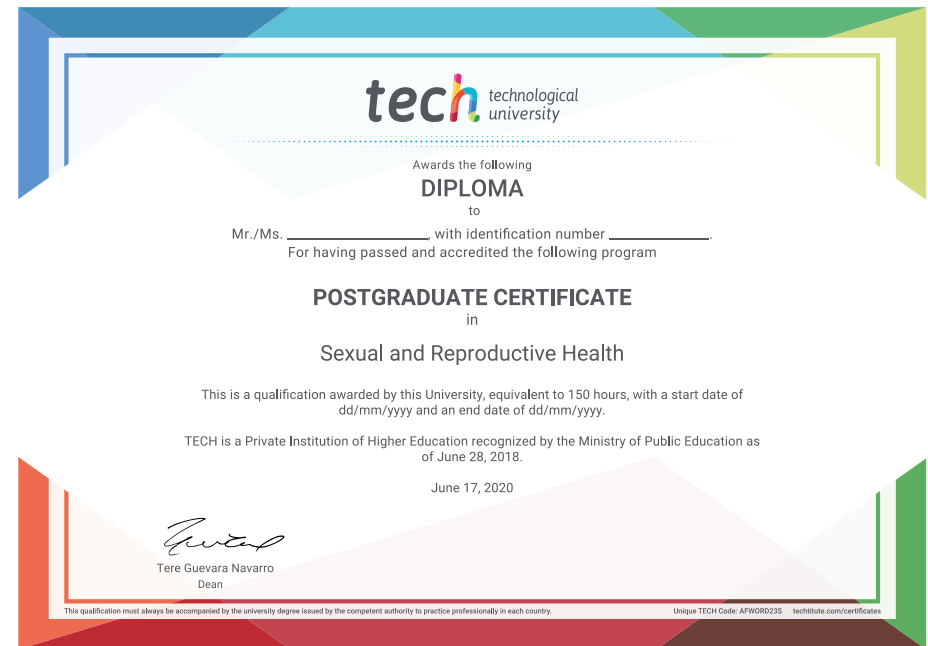 tech technological
university
Awards the following
DIPLOMA
to
Mr./Ms. ____________________, with identification number ______________.
For having passed and accredited the following program
POSTGRADUATE CERTIFICATE
in
Sexual and Reproductive Health
This is a qualification awarded by this University, equivalent to 150 hours, with a start date of
dd/mm/yyyy and an end date of dd/mm/yyyy.
TECH is a Private Institution of Higher Education recognized by the Ministry of Public Education as
of June 28, 2018.
June 17, 2020
Tere Guevara Navarro
Dean
This qualification must always be accompanied by the university degree issued by the competent authority to practice professionally in each country. Unique TECH Code: AFWORD23S techtitute.com/certificates